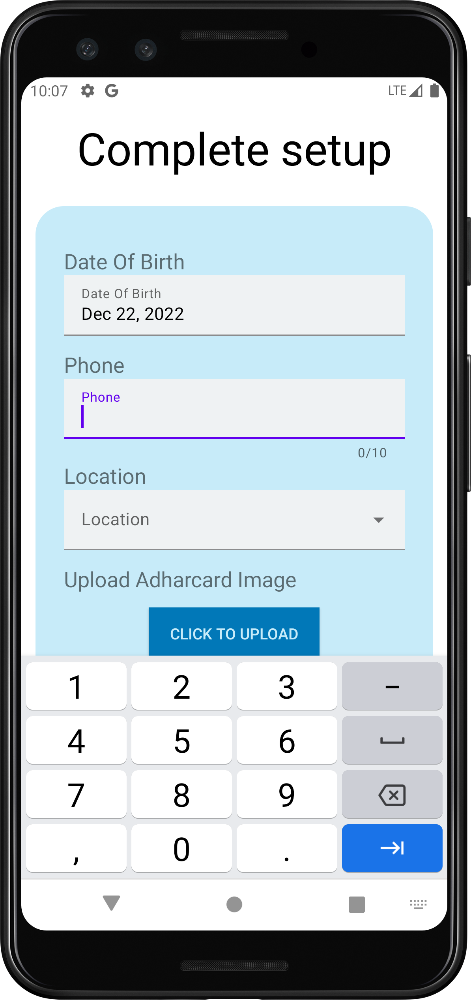 10:07 G LTE
Complete setup
Date Of Birth
Date Of Birth
Dec 22, 2022
Phone
Phone
0/10
Location
Location
Upload Adharcard Image
CLICK TO UPLOAD
1 2 3 –
4 5 6
7 8 9
, 0 .